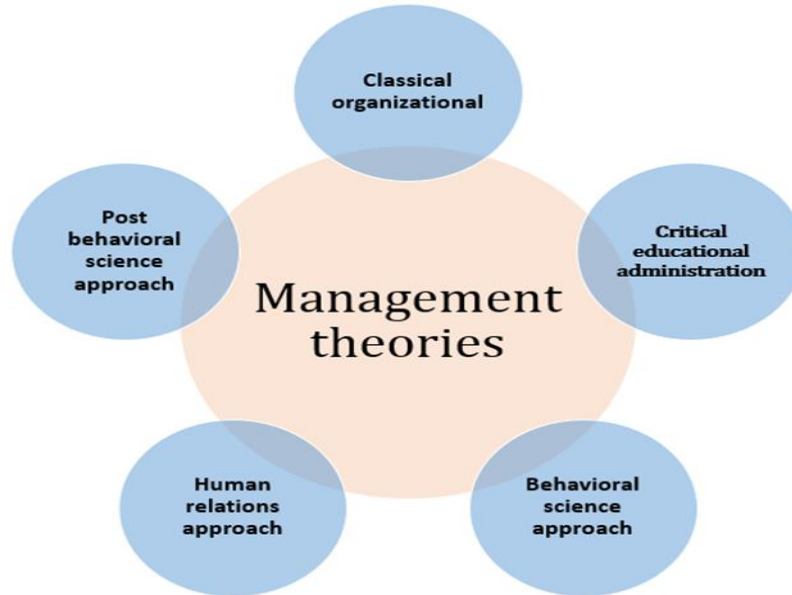 Classical
organizational
Post
behavioral
science
approach
Critical
educational
administration
Management
theories
Human
relations
approach
Behavioral
science
approach